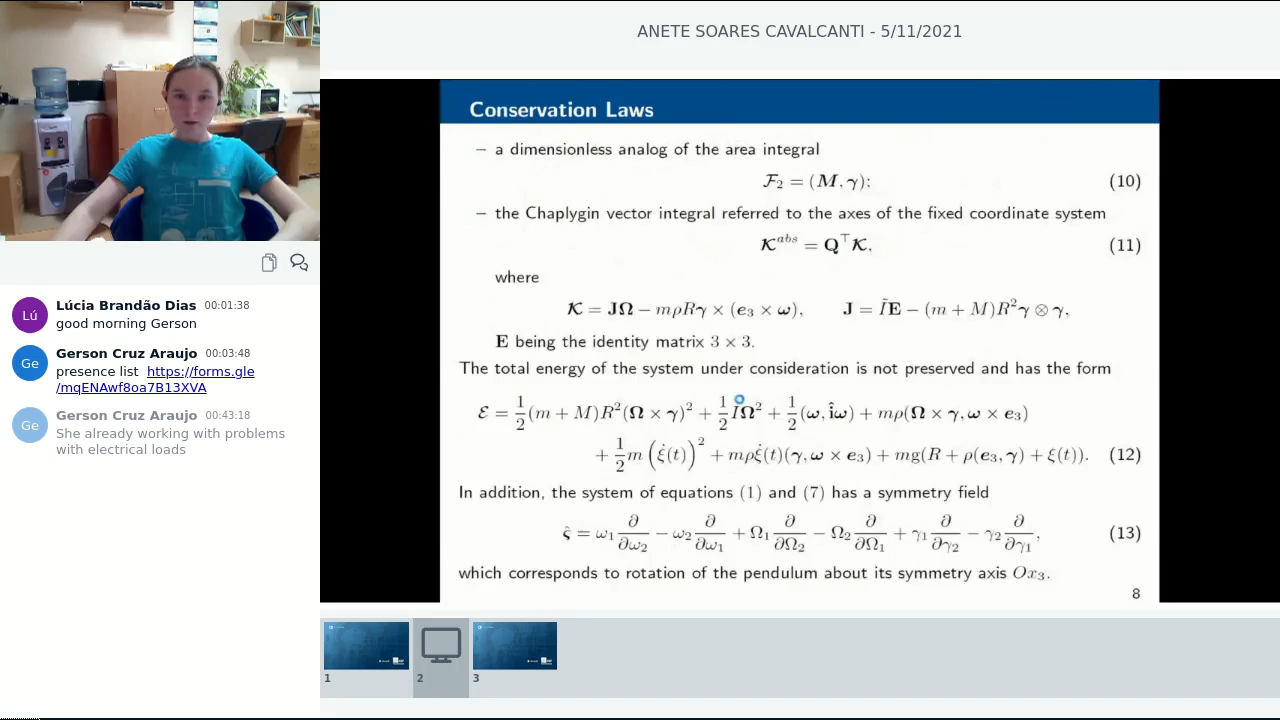 ANETE SOARES CAVALCANTI - 5/11/2021
Conservation Laws
– a dimensionless analog of the area integral
𝓕₂ = (𝑴, 𝜸); (10)
– the Chaplygin vector integral referred to the axes of the fixed coordinate system
𝓚ᵃᵇˢ = 𝐐^⊤ 𝓚, (11)
where
𝓚 = 𝐉𝛀 − mρR𝜸 × (𝒆₃ × 𝝎), 𝐉 = Ĩ𝐄 − (m + M)R²𝜸 ⊗ 𝜸,
𝐄 being the identity matrix 3 × 3.
The total energy of the system under consideration is not preserved and has the form
ℰ = 1/2 (m + M)R²(𝛀 × 𝜸)² + 1/2 Ĩ𝛀² + 1/2 (𝝎, 𝐢̂𝝎) + mρ(𝛀 × 𝜸, 𝝎 × 𝒆₃)
+ 1/2 m (ξ̇(t))² + mρξ̇(t)(𝜸, 𝝎 × 𝒆₃) + mg(R + ρ(𝒆₃, 𝜸) + ξ(t)). (12)
In addition, the system of equations (1) and (7) has a symmetry field
𝝇̂ = ω₁ ∂/∂ω₂ − ω₂ ∂/∂ω₁ + Ω₁ ∂/∂Ω₂ − Ω₂ ∂/∂Ω₁ + γ₁ ∂/∂γ₂ − γ₂ ∂/∂γ₁, (13)
which corresponds to rotation of the pendulum about its symmetry axis Ox₃.
8
Lú
Lúcia Brandão Dias 00:01:38
good morning Gerson
Ge
Gerson Cruz Araujo 00:03:48
presence list https://forms.gle
/mqENAwf8oa7B13XVA
Ge
Gerson Cruz Araujo 00:43:18
She already working with problems
with electrical loads
1
2
3